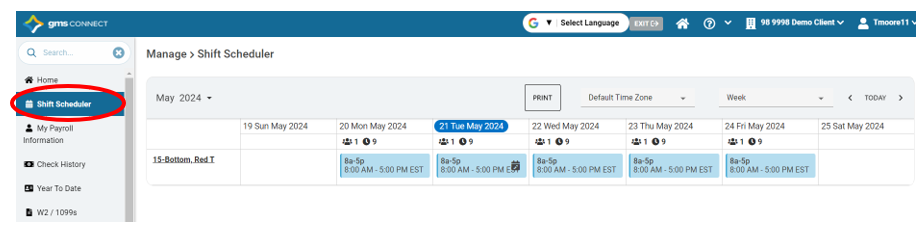 gms CONNECT
G ▼ Select Language EXIT 98 9998 Demo Client Tmoore11
Search...
Manage > Shift Scheduler
Home
Shift Scheduler
My Payroll
Information
Check History
Year To Date
W2 / 1099s
May 2024
PRINT
Default Time Zone
Week
TODAY
19 Sun May 2024 20 Mon May 2024 21 Tue May 2024 22 Wed May 2024 23 Thu May 2024 24 Fri May 2024 25 Sat May 2024
1 9 1 9 1 9 1 9 1 9
15-Bottom, Red T
8a-5p 8a-5p 8a-5p 8a-5p 8a-5p
8:00 AM - 5:00 PM EST 8:00 AM - 5:00 PM EST 8:00 AM - 5:00 PM EST 8:00 AM - 5:00 PM EST 8:00 AM - 5:00 PM EST